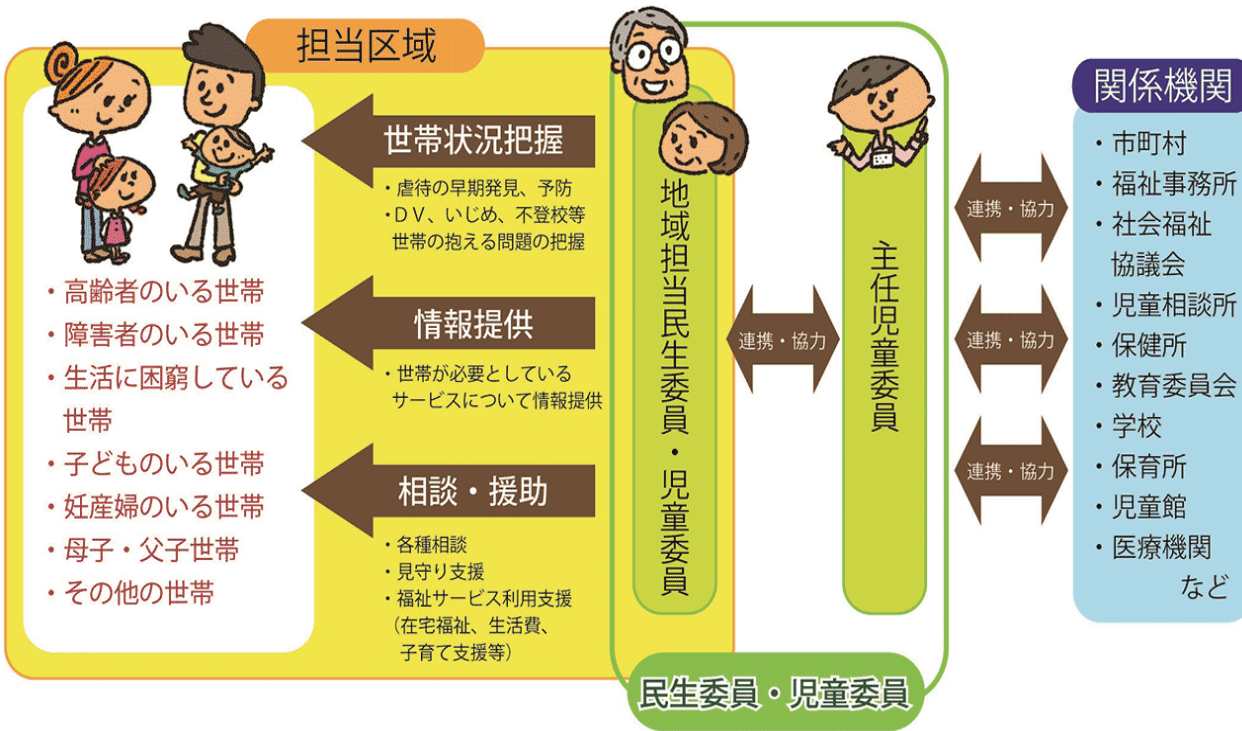 担当区域
・高齢者のいる世帯
・障害者のいる世帯
・生活に困窮している
世帯
・子どものいる世帯
・妊産婦のいる世帯
・母子・父子世帯
・その他の世帯
世帯状況把握
・虐待の早期発見、予防
・ＤＶ、いじめ、不登校等
世帯の抱える問題の把握
情報提供
・世帯が必要としている
サービスについて情報提供
相談・援助
・各種相談
・見守り支援
・福祉サービス利用支援
（在宅福祉、生活費、
子育て支援等）
地域担当民生委員・児童委員
連携・協力
主任児童委員
民生委員・児童委員
連携・協力
連携・協力
連携・協力
関係機関
・市町村
・福祉事務所
・社会福祉
協議会
・児童相談所
・保健所
・教育委員会
・学校
・保育所
・児童館
・医療機関
など